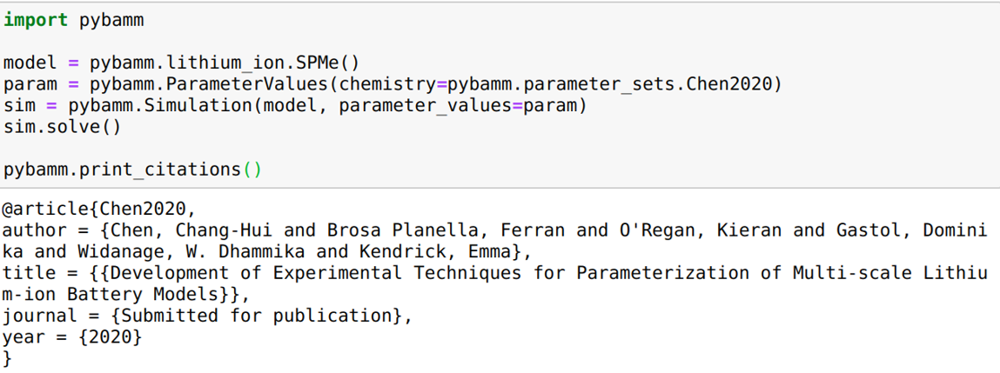 import pybamm
model = pybamm.lithium_ion.SPMe()
param = pybamm.ParameterValues(chemistry=pybamm.parameter_sets.Chen2020)
sim = pybamm.Simulation(model, parameter_values=param)
sim.solve()
pybamm.print_citations()
@article{Chen2020,
author = {Chen, Chang-Hui and Brosa Planella, Ferran and O'Regan, Kieran and Gastol, Domini
ka and Widanage, W. Dhammika and Kendrick, Emma},
title = {{Development of Experimental Techniques for Parameterization of Multi-scale Lithiu
m-ion Battery Models}},
journal = {Submitted for publication},
year = {2020}
}